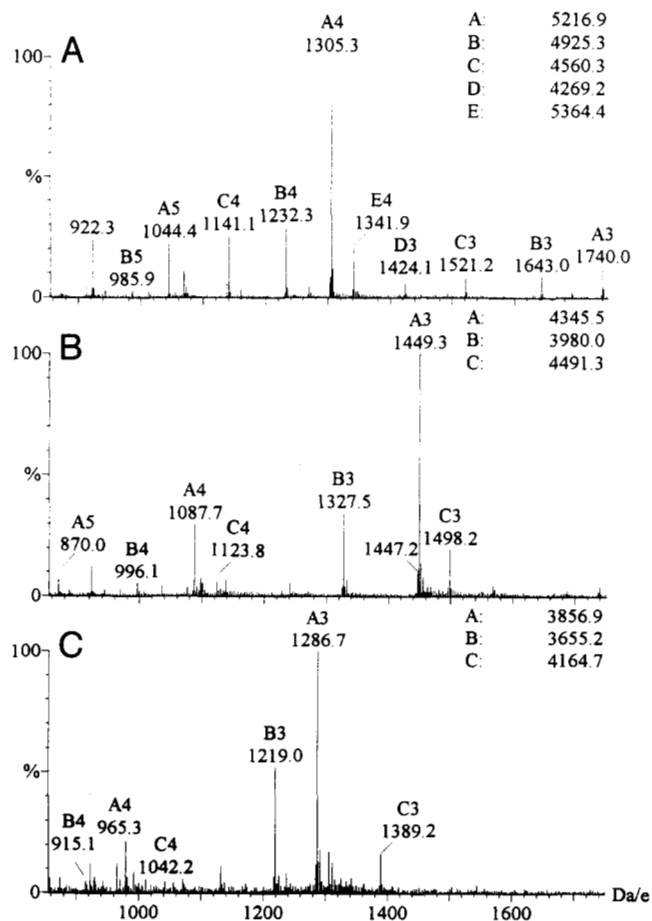 A
100
%
0
A4
1305.3
922.3
B5
985.9
A5
1044.4
C4
1141.1
B4
1232.3
E4
1341.9
D3
1424.1
C3
1521.2
B3
1643.0
A3
1740.0
A: 5216.9
B: 4925.3
C: 4560.3
D: 4269.2
E: 5364.4
B
100
%
0
A5
870.0
B4
996.1
A4
1087.7
C4
1123.8
B3
1327.5
1447.2
A3
1449.3
C3
1498.2
A: 4345.5
B: 3980.0
C: 4491.3
C
100
%
0
B4
915.1
A4
965.3
C4
1042.2
B3
1219.0
A3
1286.7
C3
1389.2
A: 3856.9
B: 3655.2
C: 4164.7
1000 1200 1400 1600 Da/e